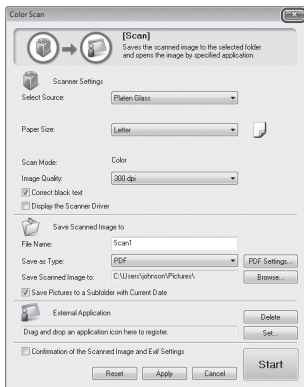 Color Scan
[Scan]
Saves the scanned image to the selected folder
and opens the image by specified application.
Scanner Settings
Select Source:
Platen Glass
Paper Size:
Letter
Scan Mode:
Color
Image Quality:
300 dpi
Correct black text
Display the Scanner Driver
Save Scanned Image to
File Name:
Scan1
Save as Type:
PDF
PDF Settings...
Save Scanned Image to:
C:\Users\johnson\Pictures\
Browse...
Save Pictures to a Subfolder with Current Date
External Application
Delete
Drag and drop an application icon here to register.
Set...
Confirmation of the Scanned Image and Exif Settings
Reset
Apply
Cancel
Start